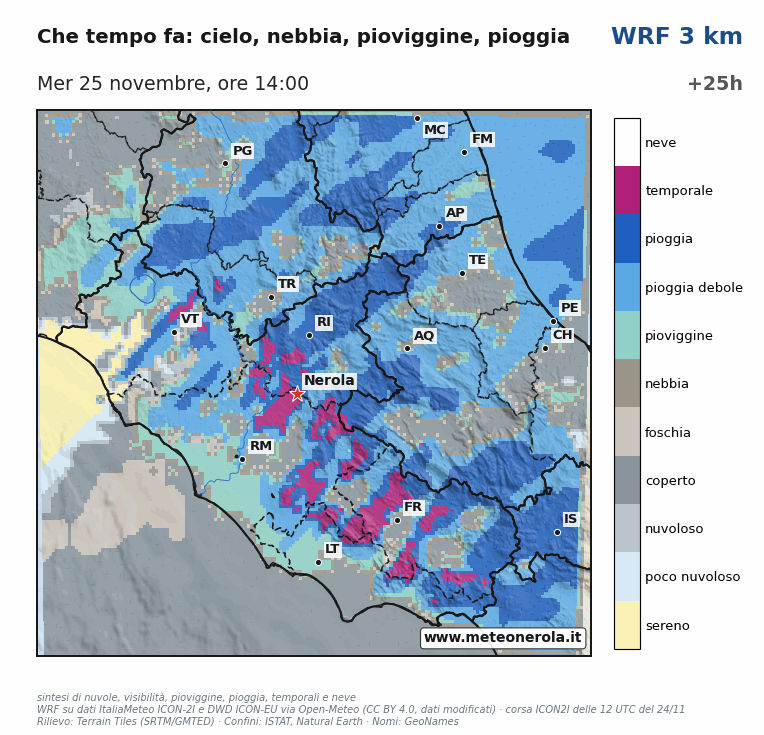 Che tempo fa: cielo, nebbia, pioviggine, pioggia
WRF 3 km
Mer 25 novembre, ore 14:00
+25h
MC
FM
PG
AP
TE
TR
PE
VT
RI
AQ
CH
Nerola
RM
FR
IS
LT
www.meteonerola.it
neve
temporale
pioggia
pioggia debole
pioviggine
nebbia
foschia
coperto
nuvoloso
poco nuvoloso
sereno
sintesi di nuvole, visibilità, pioviggine, pioggia, temporali e neve
WRF su dati ItaliaMeteo ICON-2I e DWD ICON-EU via Open-Meteo (CC BY 4.0, dati modificati) · corsa ICON2I delle 12 UTC del 24/11
Rilievo: Terrain Tiles (SRTM/GMTED) · Confini: ISTAT, Natural Earth · Nomi: GeoNames